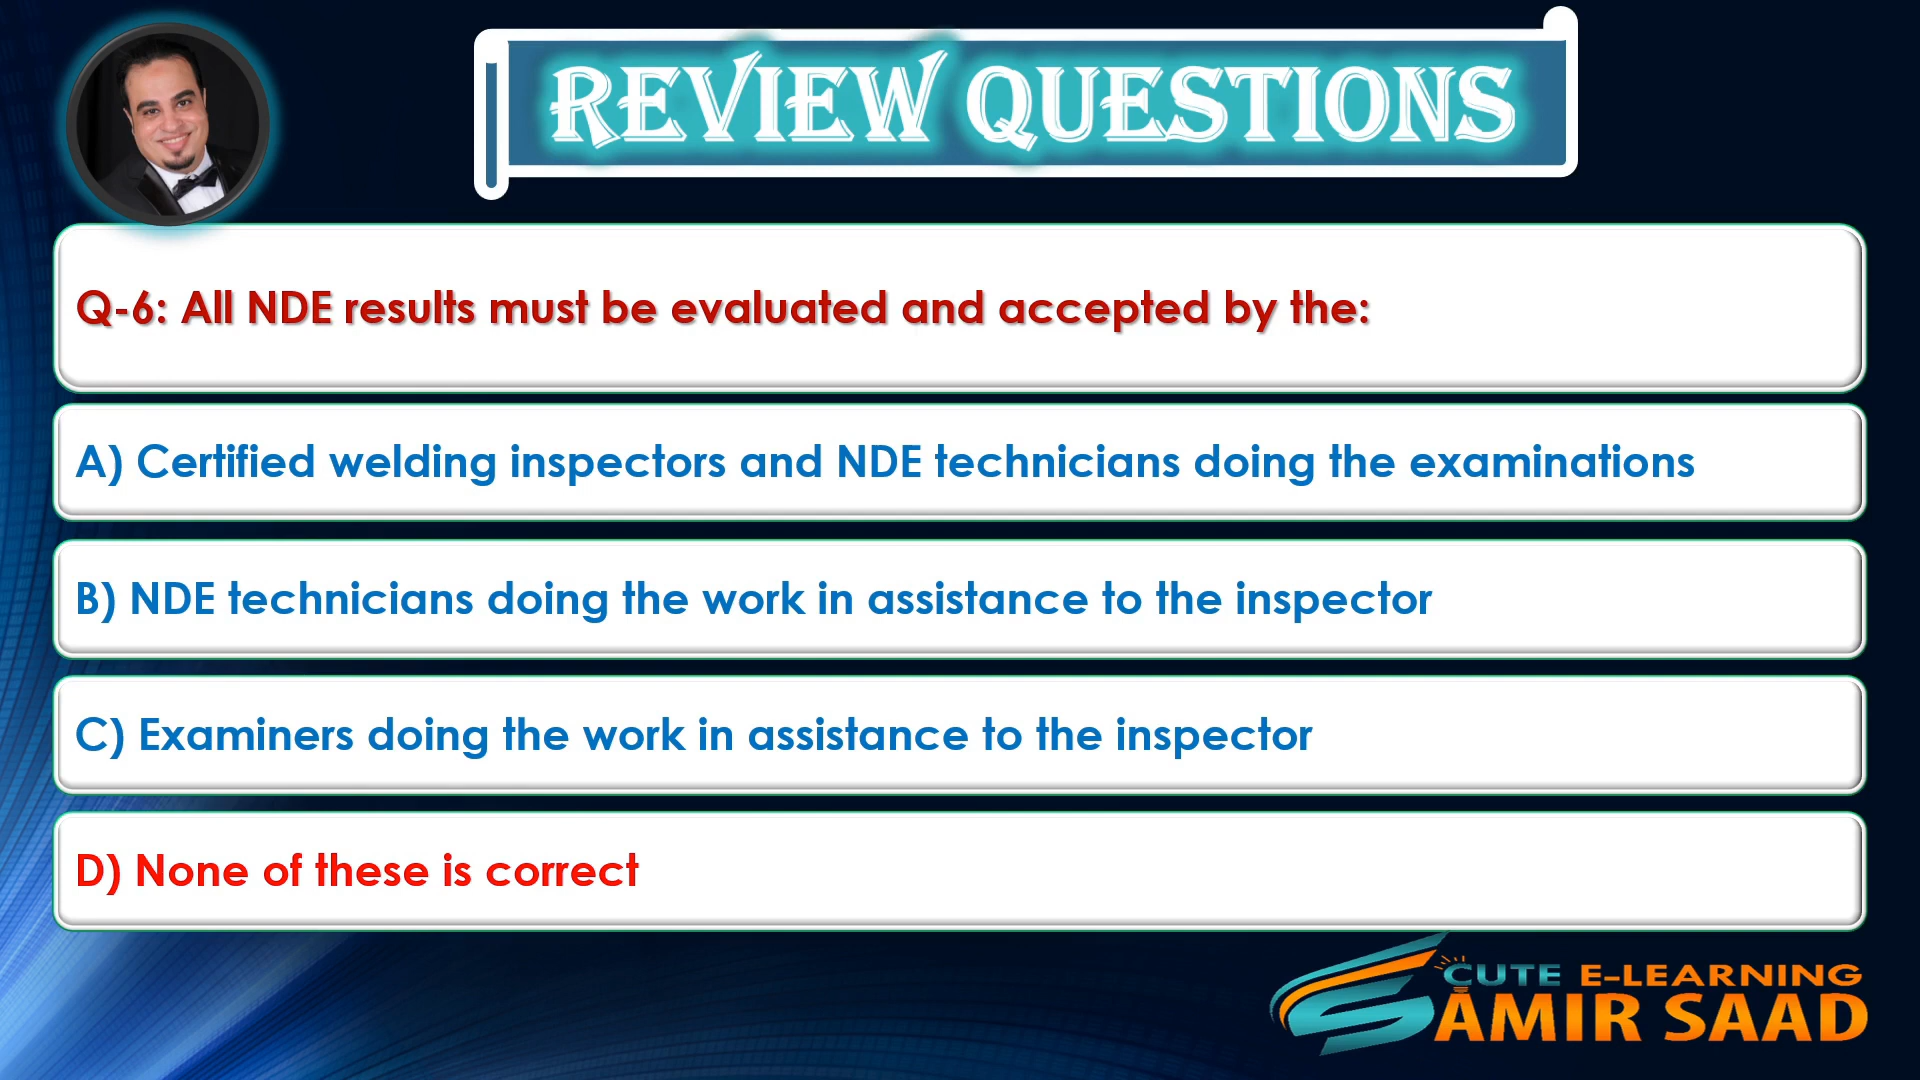 REVIEW QUESTIONS
Q-6: All NDE results must be evaluated and accepted by the:
A) Certified welding inspectors and NDE technicians doing the examinations
B) NDE technicians doing the work in assistance to the inspector
C) Examiners doing the work in assistance to the inspector
D) None of these is correct
CUTE E-LEARNING
AMIR SAAD